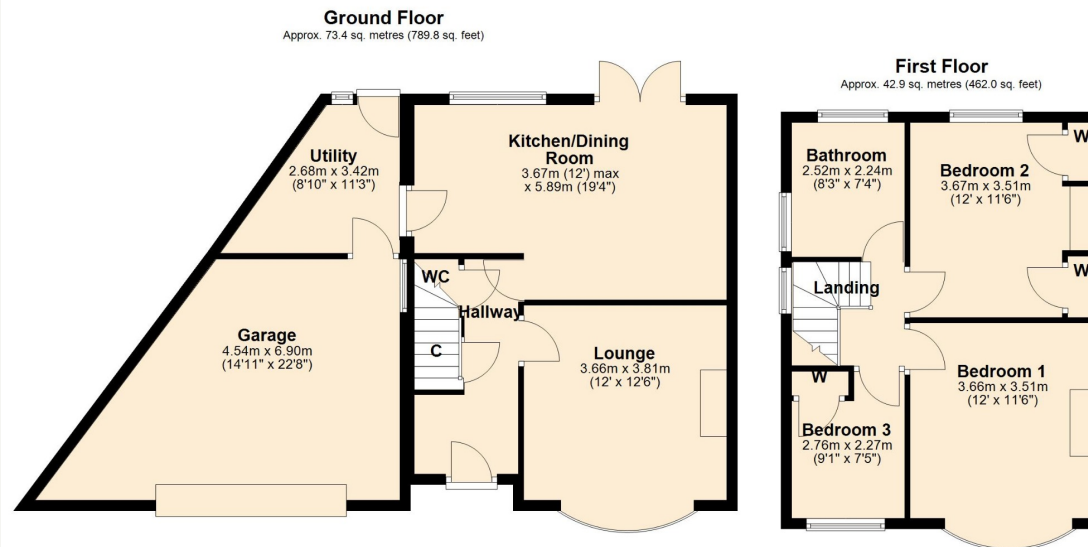 Ground Floor
Approx. 73.4 sq. metres (789.8 sq. feet)
Utility
2.68m x 3.42m
(8'10" x 11'3")
Kitchen/Dining
Room
3.67m (12') max
x 5.89m (19'4")
WC
Hallway
C
Garage
4.54m x 6.90m
(14'11" x 22'8")
Lounge
3.66m x 3.81m
(12' x 12'6")
First Floor
Approx. 42.9 sq. metres (462.0 sq. feet)
Bathroom
2.52m x 2.24m
(8'3" x 7'4")
Bedroom 2
3.67m x 3.51m
(12' x 11'6")
W
W
Landing
Bedroom 1
3.66m x 3.51m
(12' x 11'6")
W
Bedroom 3
2.76m x 2.27m
(9'1" x 7'5")